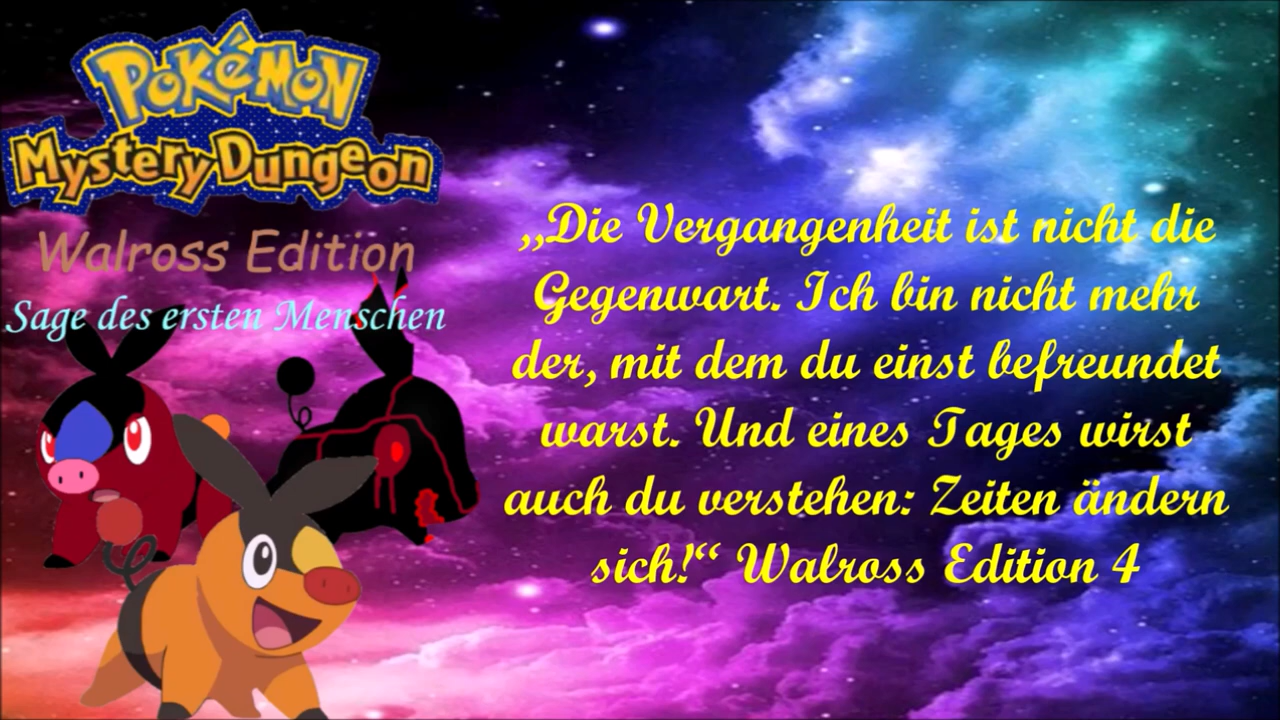 POKéMON
Mystery Dungeon
Walross Edition
Sage des ersten Menschen
„Die Vergangenheit ist nicht die
Gegenwart. Ich bin nicht mehr
der, mit dem du einst befreundet
warst. Und eines Tages wirst
auch du verstehen: Zeiten ändern
sich!“ Walross Edition 4